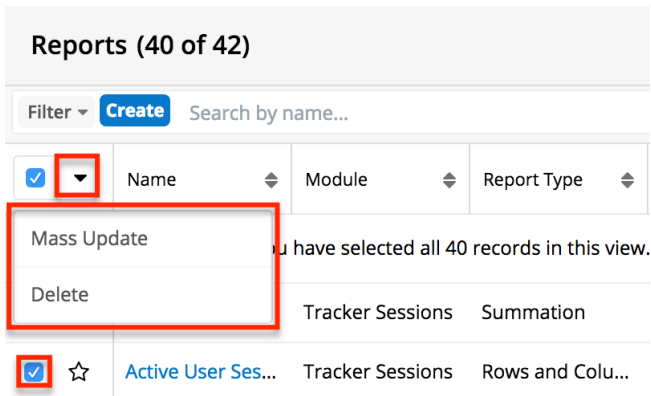 Reports (40 of 42)
Filter Create Search by name...
Name Module Report Type
Mass Update
u have selected all 40 records in this view.
Delete
Tracker Sessions Summation
Active User Ses... Tracker Sessions Rows and Colu...